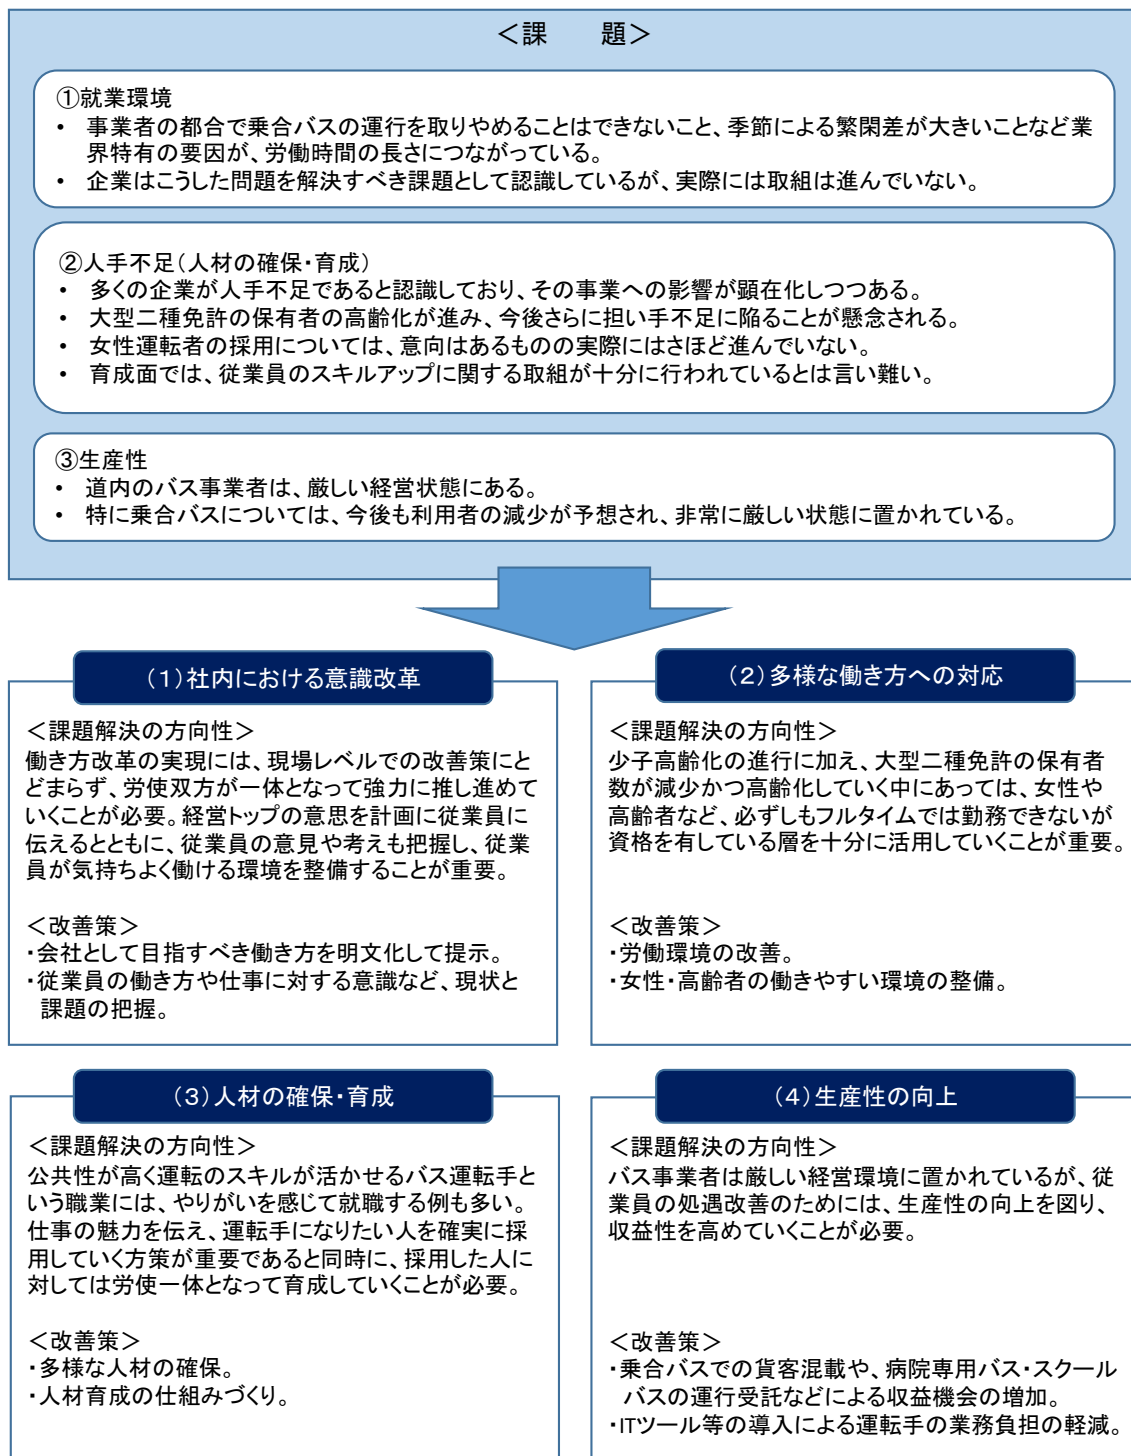 ＜課　　題＞
①就業環境
• 事業者の都合で乗合バスの運行を取りやめることはできないこと、季節による繁閑差が大きいことなど業
界特有の要因が、労働時間の長さにつながっている。
• 企業はこうした問題を解決すべき課題として認識しているが、実際には取組は進んでいない。
②人手不足（人材の確保・育成）
• 多くの企業が人手不足であると認識しており、その事業への影響が顕在化しつつある。
• 大型二種免許の保有者の高齢化が進み、今後さらに担い手不足に陥ることが懸念される。
• 女性運転者の採用については、意向はあるものの実際にはさほど進んでいない。
• 育成面では、従業員のスキルアップに関する取組が十分に行われているとは言い難い。
③生産性
• 道内のバス事業者は、厳しい経営状態にある。
• 特に乗合バスについては、今後も利用者の減少が予想され、非常に厳しい状態に置かれている。
（１）社内における意識改革
＜課題解決の方向性＞
働き方改革の実現には、現場レベルでの改善策にと
どまらず、労使双方が一体となって強力に推し進めて
いくことが必要。経営トップの意思を計画に従業員に
伝えるとともに、従業員の意見や考えも把握し、従業
員が気持ちよく働ける環境を整備することが重要。
＜改善策＞
・会社として目指すべき働き方を明文化して提示。
・従業員の働き方や仕事に対する意識など、現状と
課題の把握。
（２）多様な働き方への対応
＜課題解決の方向性＞
少子高齢化の進行に加え、大型二種免許の保有者
数が減少かつ高齢化していく中にあっては、女性や
高齢者など、必ずしもフルタイムでは勤務できないが
資格を有している層を十分に活用していくことが重要。
＜改善策＞
・労働環境の改善。
・女性・高齢者の働きやすい環境の整備。
（３）人材の確保・育成
＜課題解決の方向性＞
公共性が高く運転のスキルが活かせるバス運転手と
いう職業には、やりがいを感じて就職する例も多い。
仕事の魅力を伝え、運転手になりたい人を確実に採
用していく方策が重要であると同時に、採用した人に
対しては労使一体となって育成していくことが必要。
＜改善策＞
・多様な人材の確保。
・人材育成の仕組みづくり。
（４）生産性の向上
＜課題解決の方向性＞
バス事業者は厳しい経営環境に置かれているが、従
業員の処遇改善のためには、生産性の向上を図り、
収益性を高めていくことが必要。
＜改善策＞
・乗合バスでの貨客混載や、病院専用バス・スクール
バスの運行受託などによる収益機会の増加。
・ITツール等の導入による運転手の業務負担の軽減。